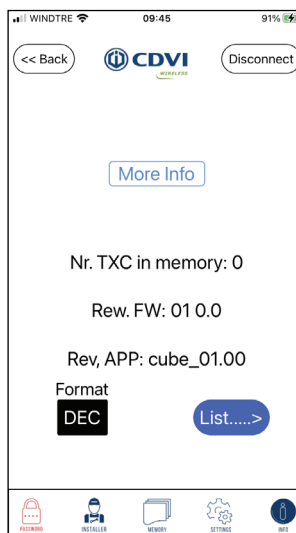 WINDTRE 09:45 91%
<< Back CDVI Disconnect
WIRELESS
More Info
Nr. TXC in memory: 0
Rew. FW: 01 0.0
Rev, APP: cube_01.00
Format
DEC List.....>
PASSWORD INSTALLER MEMORY SETTINGS INFO